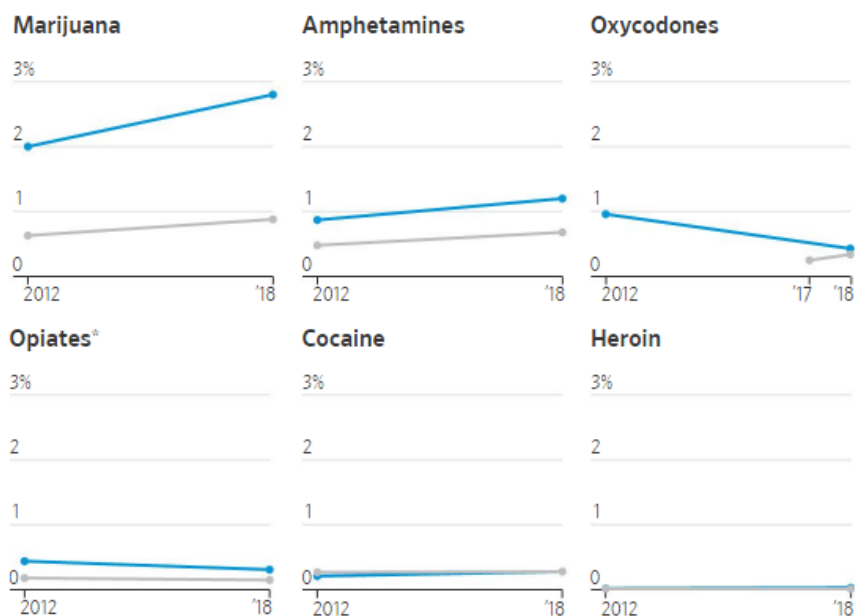 Marijuana Amphetamines Oxycodones
3% 3% 3%
2 2 2
1 1 1
0 0 0
2012 '18 2012 '18 2012 '17 '18
Opiates* Cocaine Heroin
3% 3% 3%
2 2 2
1 1 1
0 0 0
2012 '18 2012 '18 2012 '18